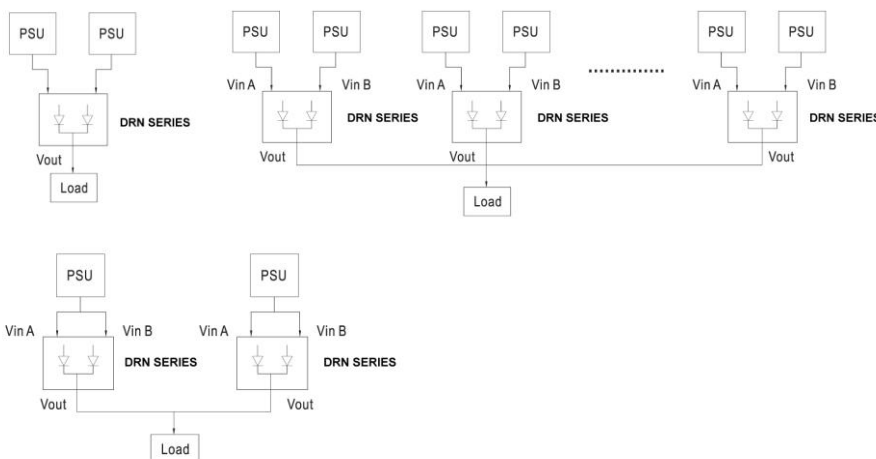 PSU PSU
DRN SERIES
Vout
Load
PSU PSU PSU PSU PSU PSU
Vin A Vin B Vin A Vin B Vin A Vin B
DRN SERIES DRN SERIES DRN SERIES
Vout Vout Vout
Load
PSU PSU
Vin A Vin B Vin A Vin B
DRN SERIES DRN SERIES
Vout Vout
Load